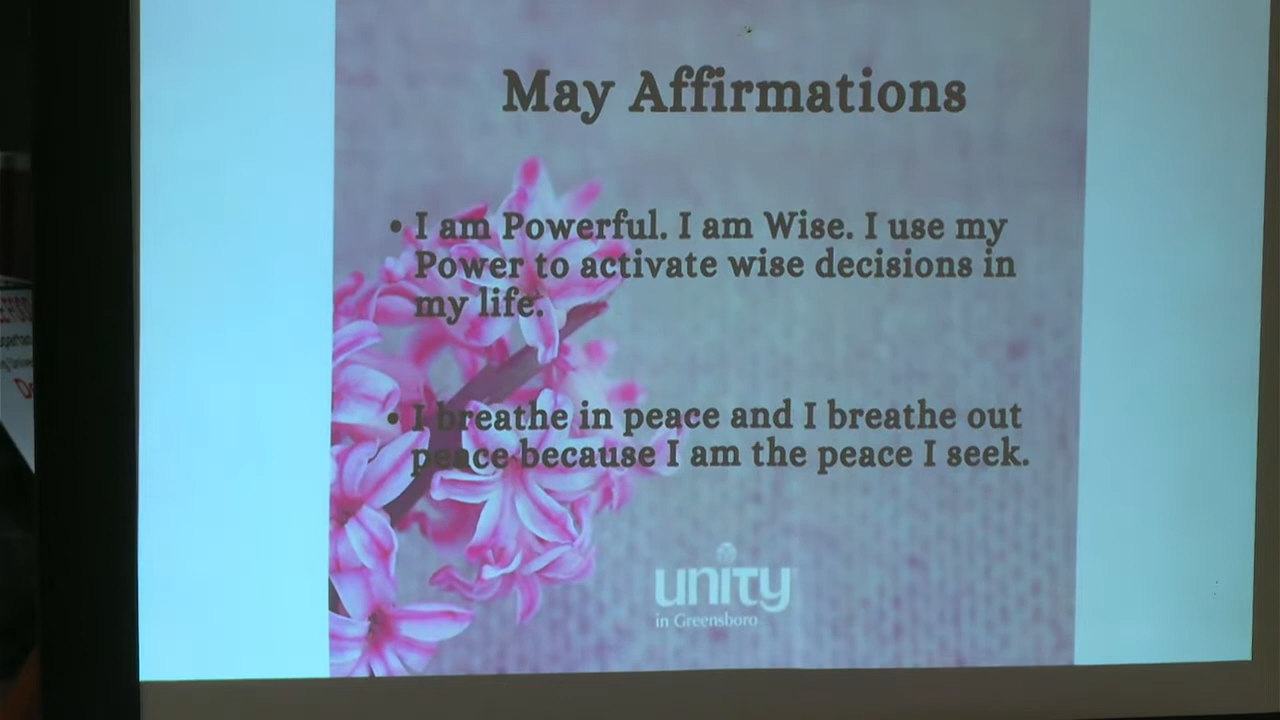 May Affirmations
• I am Powerful. I am Wise. I use my
Power to activate wise decisions in
my life.
• I breathe in peace and I breathe out
peace because I am the peace I seek.
unity
in Greensboro